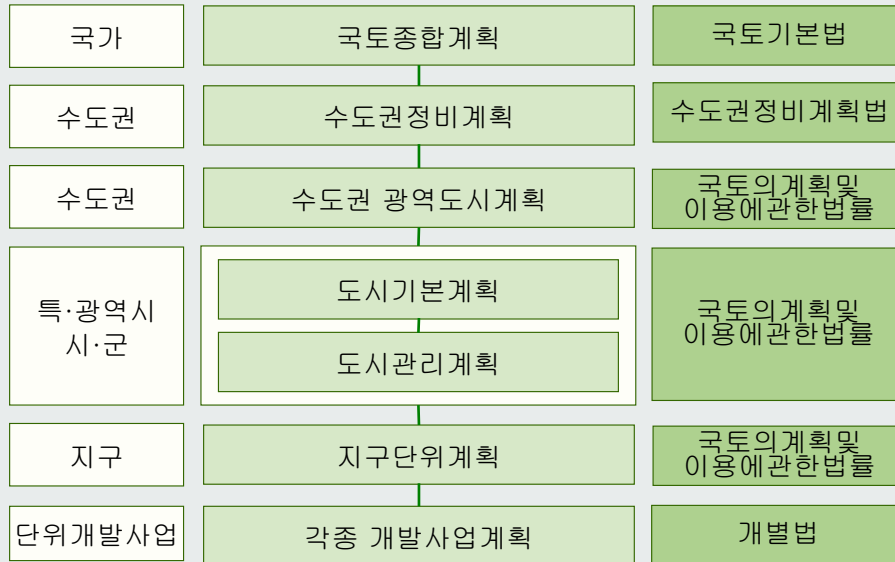 국가
국토종합계획
국토기본법
수도권
수도권정비계획
수도권정비계획법
수도권
수도권 광역도시계획
국토의계획및
이용에관한법률
특·광역시
시·군
도시기본계획
도시관리계획
국토의계획및
이용에관한법률
지구
지구단위계획
국토의계획및
이용에관한법률
단위개발사업
각종 개발사업계획
개별법